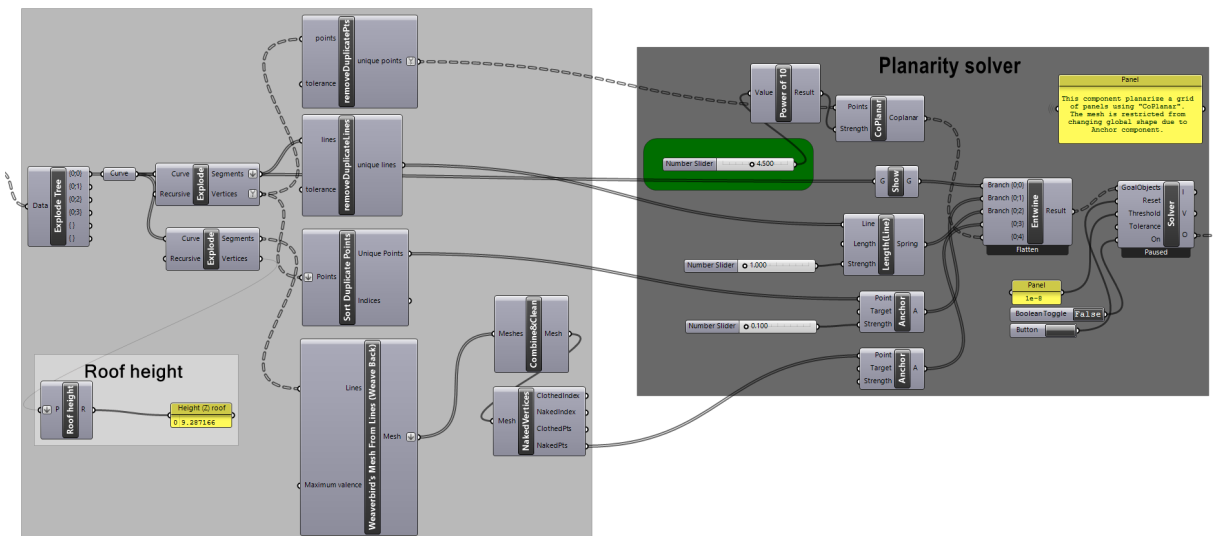 points
tolerance
removeDuplicatePts
unique points
lines
tolerance
removeDuplicateLines
unique lines
Data
Explode Tree
{0;0}
{0;1}
{0;2}
{0;3}
{ }
{ }
Curve
Curve
Recursive
Explode
Segments
Vertices
Curve
Recursive
Explode
Segments
Vertices
Points
Sort Duplicate Points
Unique Points
Indices
Lines
Maximum valence
Weaverbird's Mesh From Lines (Weave Back)
Mesh
Meshes
Combine&Clean
Mesh
Mesh
NakedVertices
ClothedIndex
NakedIndex
ClothedPts
NakedPts
Roof height
P
Roof height
R
Height (Z) roof
0 9.287166
Planarity solver
Value
Power of 10
Result
Points
Strength
CoPlanar
Coplanar
Number Slider
4.500
G
Show
G
Line
Length
Strength
Length(Line)
Spring
Number Slider
1.000
Point
Target
Strength
Anchor
A
Number Slider
0.100
Point
Target
Strength
Anchor
A
Panel
This component planarize a grid
of panels using "CoPlanar".
The mesh is restricted from
changing global shape due to
Anchor component.
Branch {0;0}
Branch {0;1}
Branch {0;2}
{0;3}
{0;4}
Entwine
Result
Flatten
GoalObjects
Reset
Threshold
Tolerance
On
Solver
I
V
O
Paused
Panel
1e-8
Boolean Toggle
False
Button